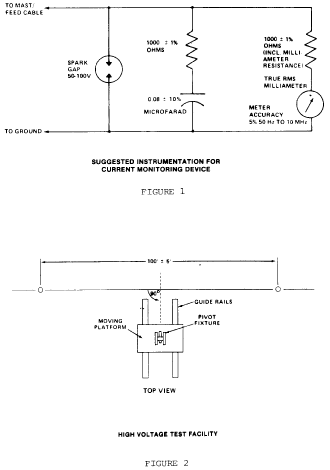 TO MAST/
FEED CABLE
SPARK
GAP
50-100V
1000 ± 1%
OHMS
1000 ± 1%
OHMS
(INCL. MILLI-
AMETER
RESISTANCE)
TRUE RMS
MILLIAMETER
0.08 ± 10%
MICROFARAD
METER
ACCURACY
5% 50 Hz TO 10 MHz
TO GROUND
SUGGESTED INSTRUMENTATION FOR
CURRENT MONITORING DEVICE
FIGURE 1
100' ± 5'
90°
GUIDE RAILS
MOVING
PLATFORM
PIVOT
FIXTURE
TOP VIEW
HIGH VOLTAGE TEST FACILITY
FIGURE 2